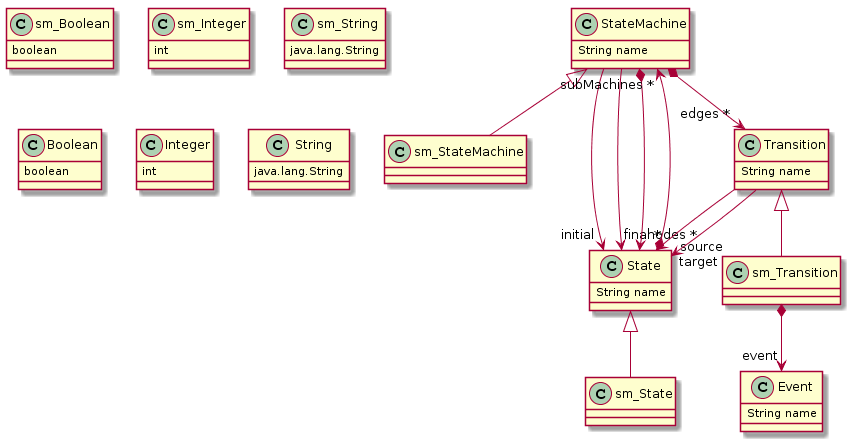 C sm_Boolean
boolean
C sm_Integer
int
C sm_String
java.lang.String
C StateMachine
String name
subMachines *
edges *
C Boolean
boolean
C Integer
int
C String
java.lang.String
C sm_StateMachine
C Transition
String name
initial
final
nodes *
source
target
C State
String name
C sm_Transition
event
C sm_State
C Event
String name